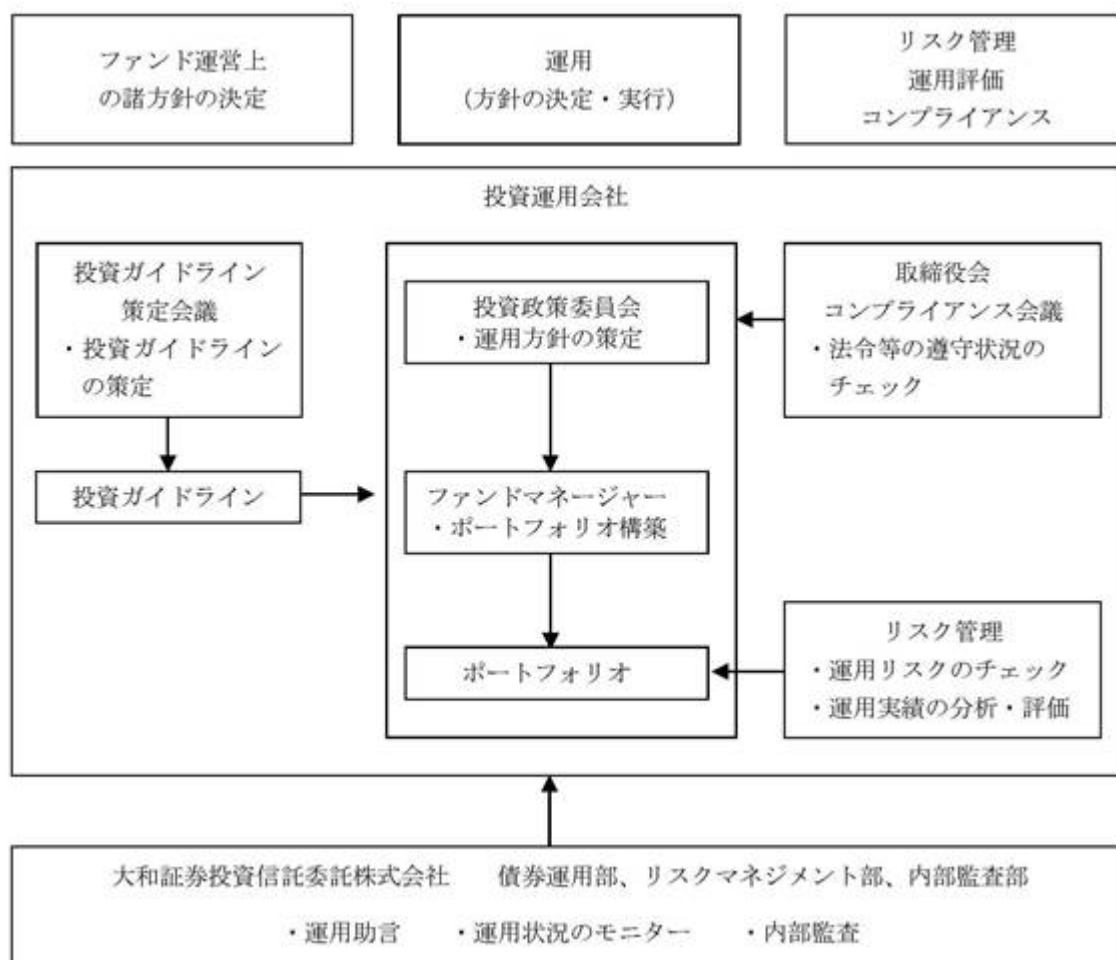 ファンド運営上
の諸方針の決定
運用
(方針の決定・実行)
リスク管理
運用評価
コンプライアンス
投資運用会社
投資ガイドライン
策定会議
・投資ガイドライン
の策定
投資ガイドライン
投資政策委員会
・運用方針の策定
ファンドマネージャー
・ポートフォリオ構築
ポートフォリオ
取締役会
コンプライアンス会議
・法令等の遵守状況の
チェック
リスク管理
・運用リスクのチェック
・運用実績の分析・評価
大和証券投資信託委託株式会社 債券運用部、リスクマネジメント部、内部監査部
・運用助言 ・運用状況のモニター ・内部監査